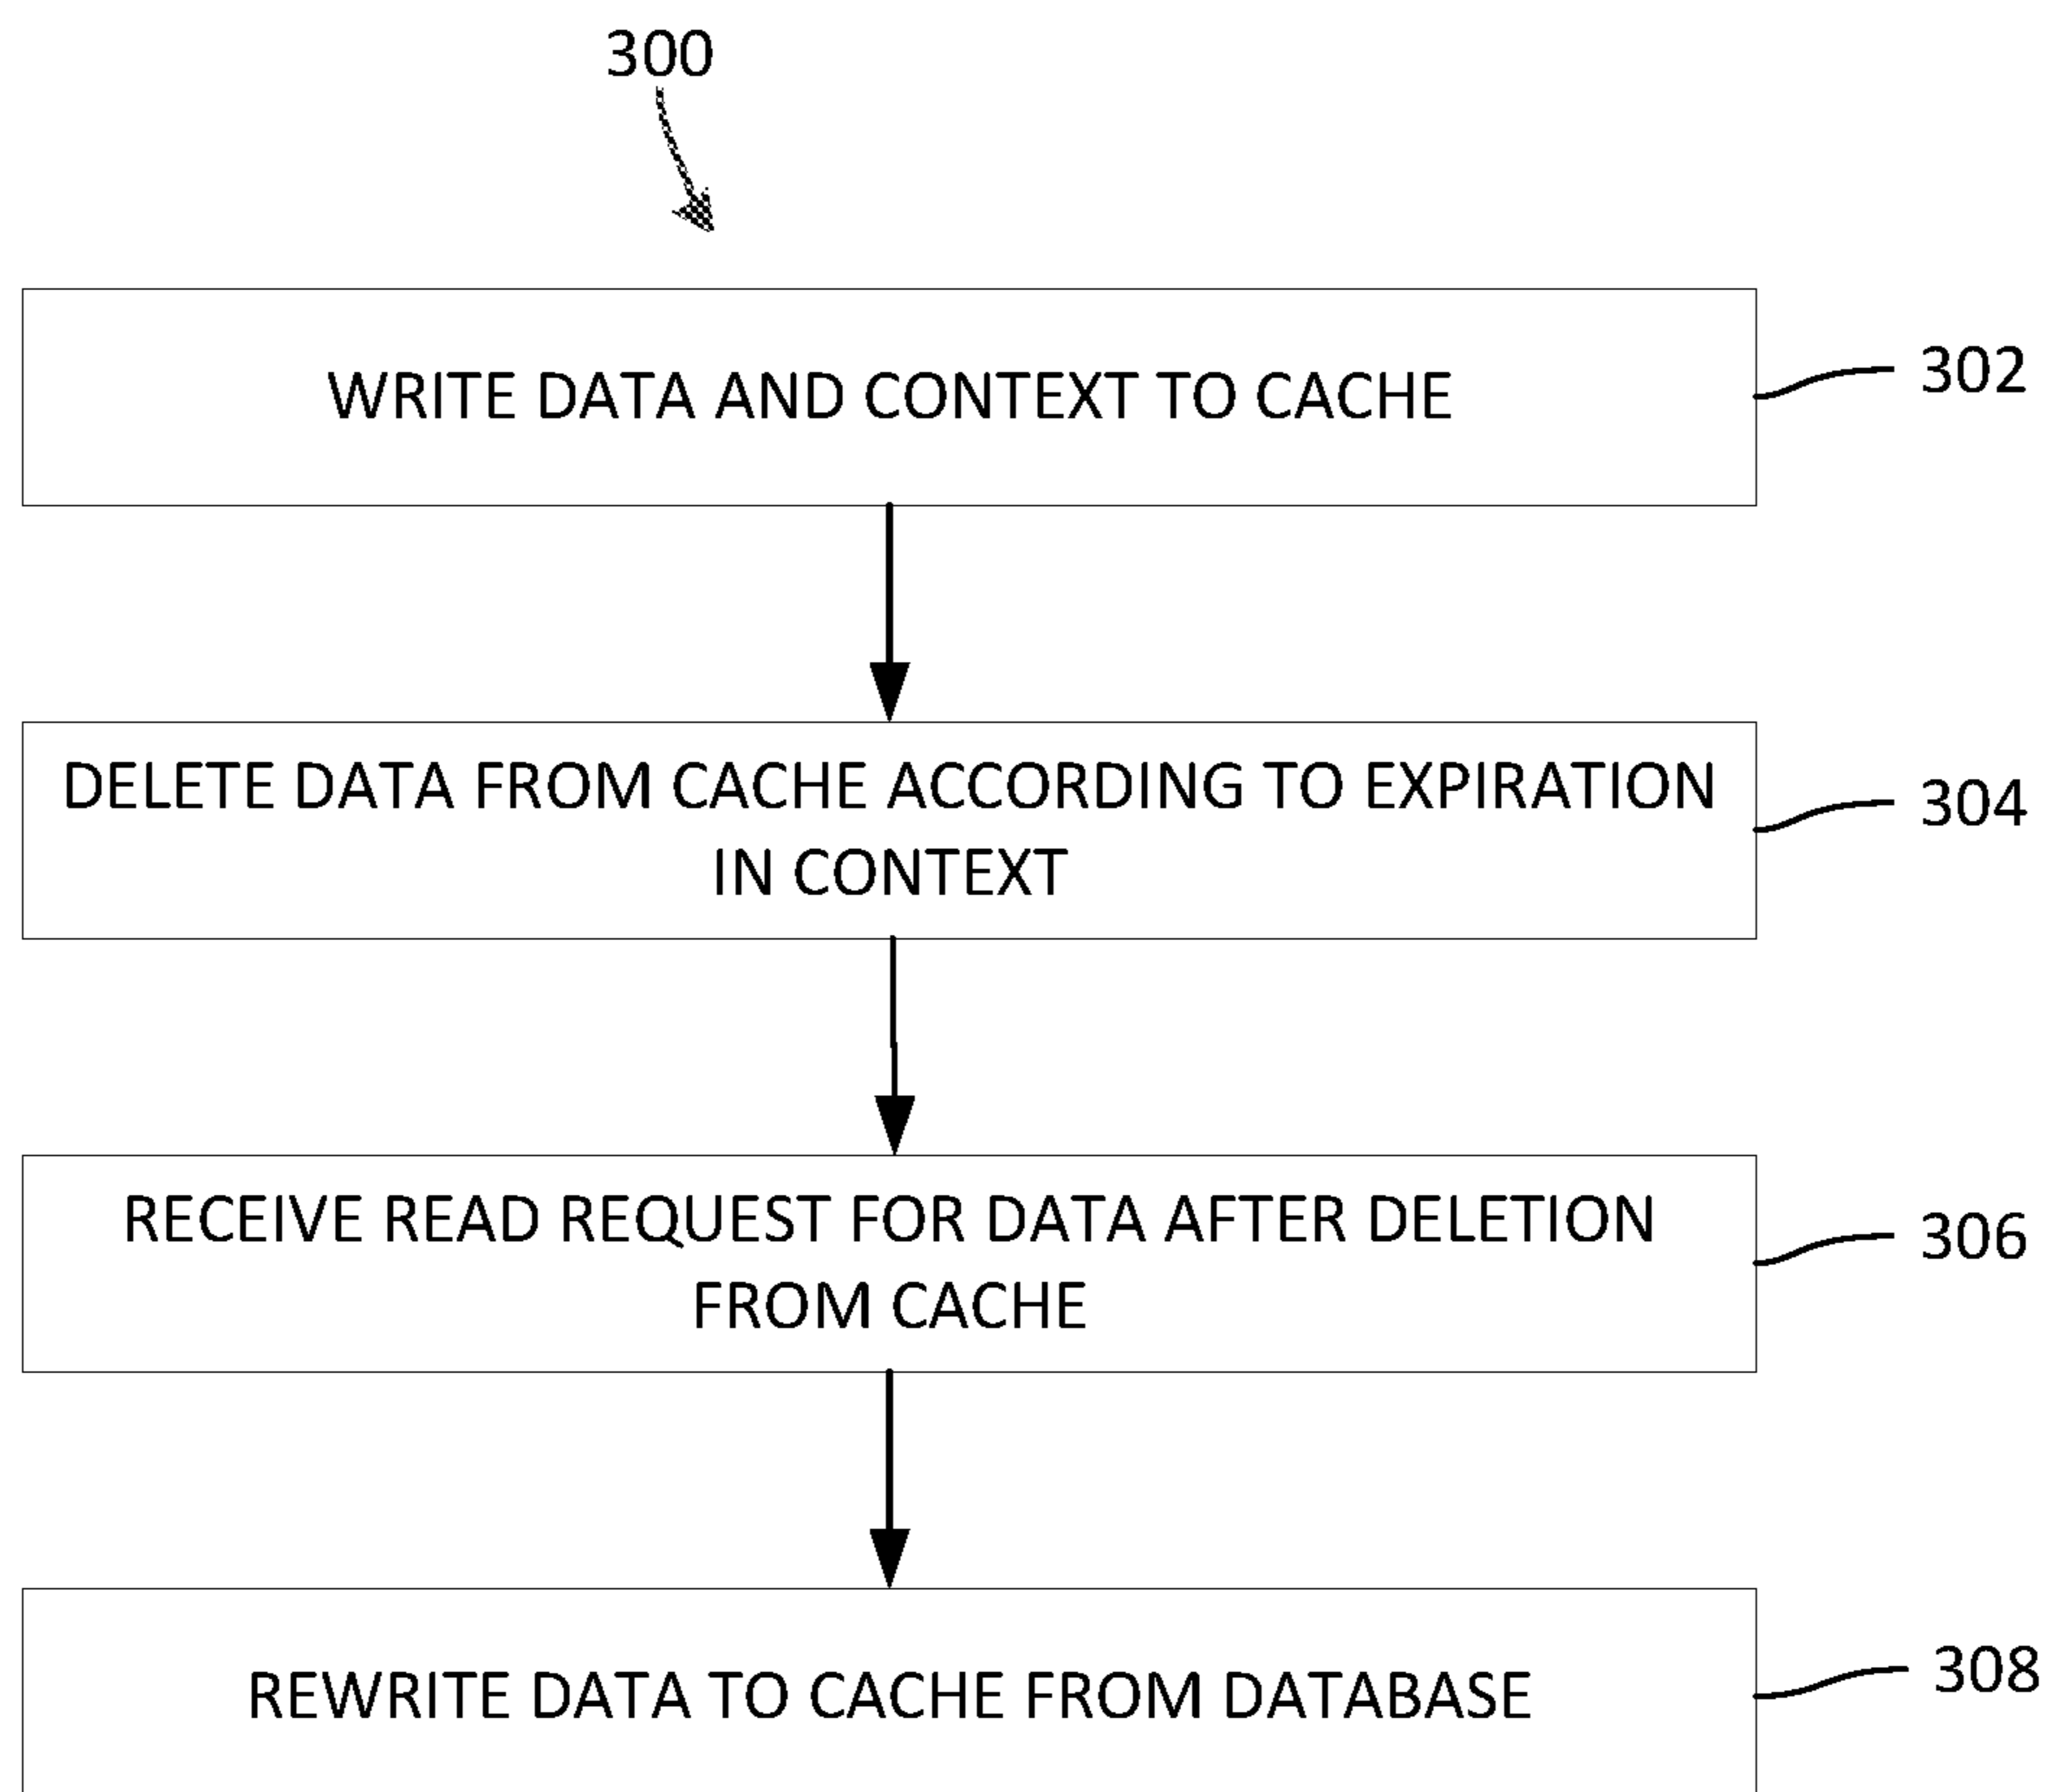 300
WRITE DATA AND CONTEXT TO CACHE
302
DELETE DATA FROM CACHE ACCORDING TO EXPIRATION
IN CONTEXT
304
RECEIVE READ REQUEST FOR DATA AFTER DELETION
FROM CACHE
306
REWRITE DATA TO CACHE FROM DATABASE
308